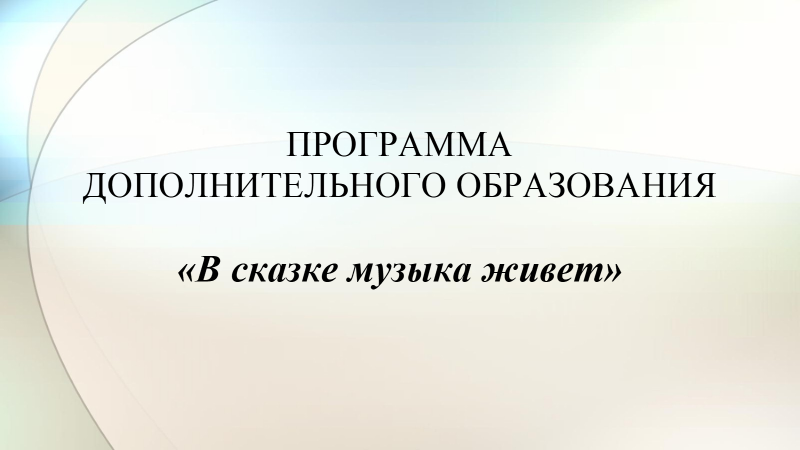 ПРОГРАММА
ДОПОЛНИТЕЛЬНОГО ОБРАЗОВАНИЯ
«В сказке музыка живет»